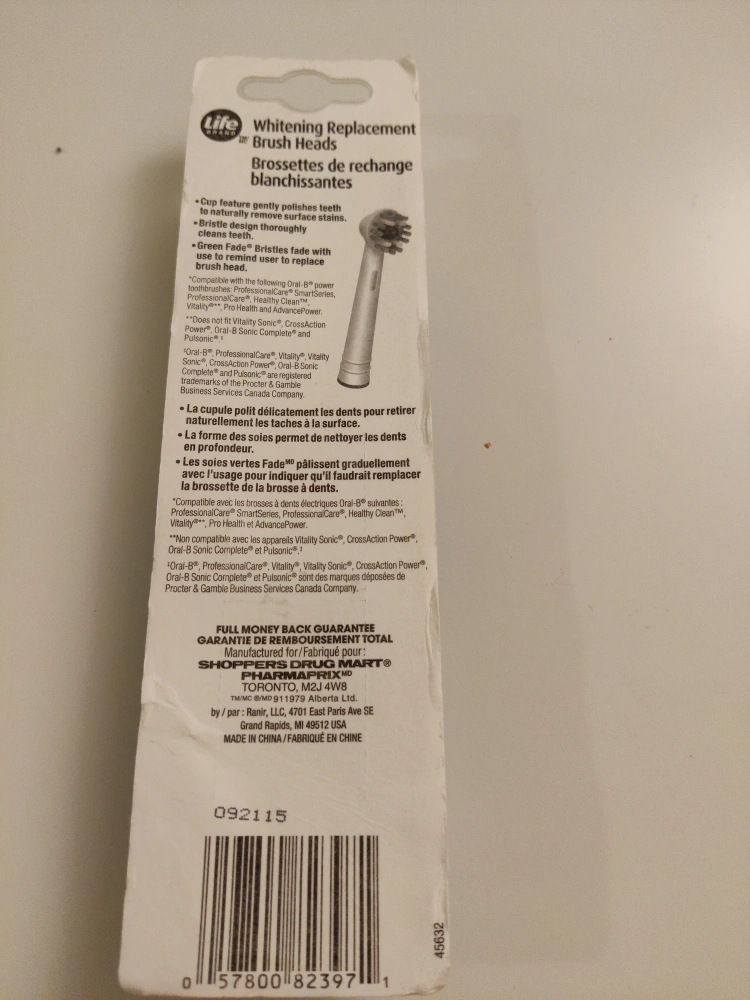 Life
BRAND
TM/MC
Whitening Replacement
Brush Heads
Brossettes de rechange
blanchissantes
• Cup feature gently polishes teeth
to naturally remove surface stains.
• Bristle design thoroughly
cleans teeth.
• Green Fade® Bristles fade with
use to remind user to replace
brush head.
*Compatible with the following Oral-B® power
toothbrushes: ProfessionalCare® SmartSeries,
ProfessionalCare®, Healthy Clean™,
Vitality®**, Pro Health and AdvancePower.
**Does not fit Vitality Sonic®, CrossAction
Power®, Oral-B Sonic Complete® and
Pulsonic®.‡
‡Oral-B®, ProfessionalCare®, Vitality®, Vitality
Sonic®, CrossAction Power®, Oral-B Sonic
Complete® and Pulsonic® are registered
trademarks of the Procter & Gamble
Business Services Canada Company.
• La cupule polit délicatement les dents pour retirer
naturellement les taches à la surface.
• La forme des soies permet de nettoyer les dents
en profondeur.
• Les soies vertes Fade MD pâlissent graduellement
avec l'usage pour indiquer qu'il faudrait remplacer
la brossette de la brosse à dents.
*Compatible avec les brosses à dents électriques Oral-B® suivantes :
ProfessionalCare® SmartSeries, ProfessionalCare®, Healthy Clean™,
Vitality®**, Pro Health et AdvancePower.
**Non compatible avec les appareils Vitality Sonic®, CrossAction Power®,
Oral-B Sonic Complete® et Pulsonic®.‡
‡Oral-B®, ProfessionalCare®, Vitality®, Vitality Sonic®, CrossAction Power®,
Oral-B Sonic Complete® et Pulsonic® sont des marques déposées de
Procter & Gamble Business Services Canada Company.
FULL MONEY BACK GUARANTEE
GARANTIE DE REMBOURSEMENT TOTAL
Manufactured for/Fabriqué pour:
SHOPPERS DRUG MART®
PHARMAPRIX MD
TORONTO, M2J 4W8
TM/MC ®/MD 911979 Alberta Ltd.
by / par : Ranir, LLC, 4701 East Paris Ave SE
Grand Rapids, MI 49512 USA
MADE IN CHINA/FABRIQUÉ EN CHINE
092115
45632
0 57800 82397 1